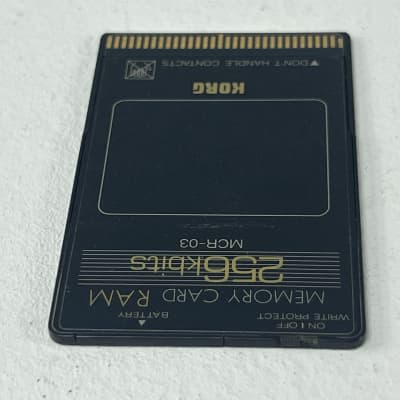 WRITE PROTECT
ON | OFF
BATTERY
MEMORY CARD RAM
256kbits
MCR-03
KORG
▼DON'T HANDLE CONTACTS